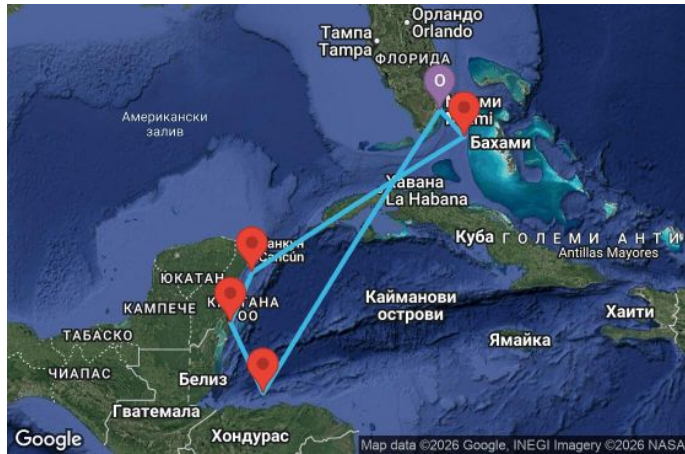 Орландо
Orlando
Тампа
Tampa
ФЛОРИДА
O
Miami
Американски
залив
Бахами
Хавана
La Habana
Cancún
Куба
ГОЛЕМИ АНТИ
Antillas Mayores
ЮКАТАН
КАМПЕЧЕ
ОО
Кайманови
острови
Хаити
ТАБАСКО
Ямайка
ЧИАПАС
Белиз
Гватемала
Хондурас
Google
Map data ©2026 Google, INEGI Imagery ©2026 NASA